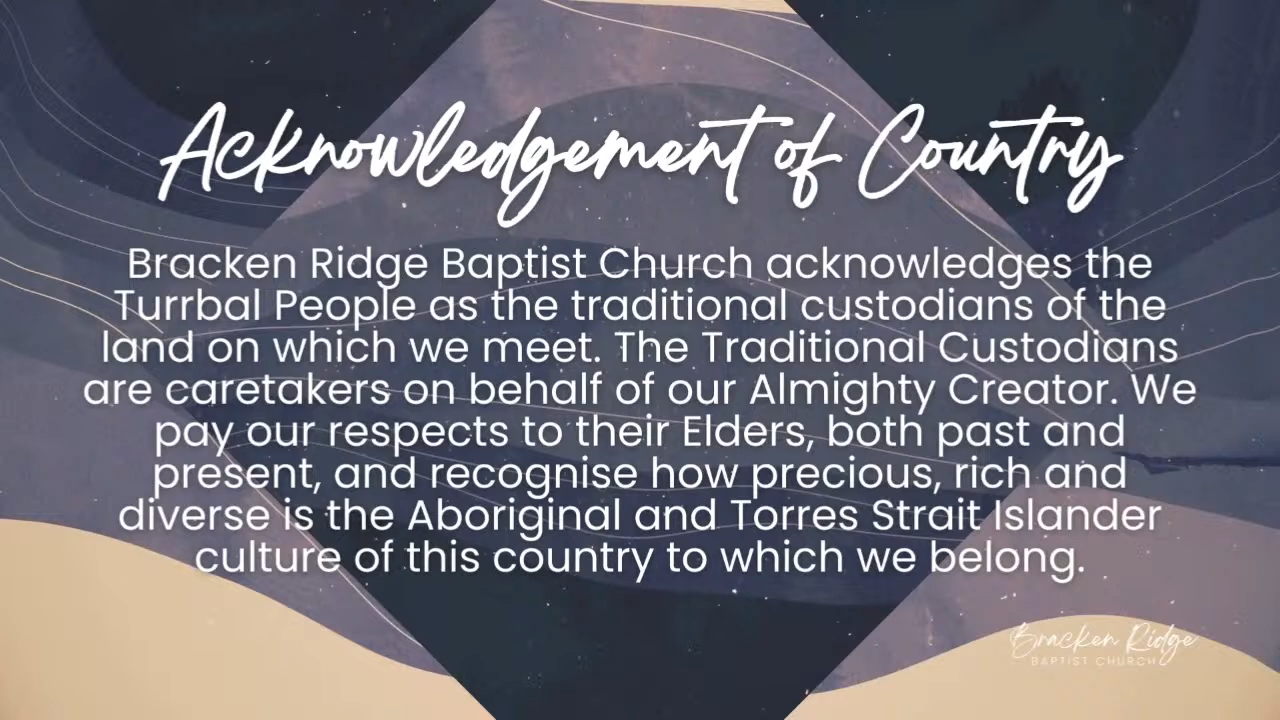 Acknowledgement of Country
Bracken Ridge Baptist Church acknowledges the
Turrbal People as the traditional custodians of the
land on which we meet. The Traditional Custodians
are caretakers on behalf of our Almighty Creator. We
pay our respects to their Elders, both past and
present, and recognise how precious, rich and
diverse is the Aboriginal and Torres Strait Islander
culture of this country to which we belong.
Bracken Ridge
BAPTIST CHURCH